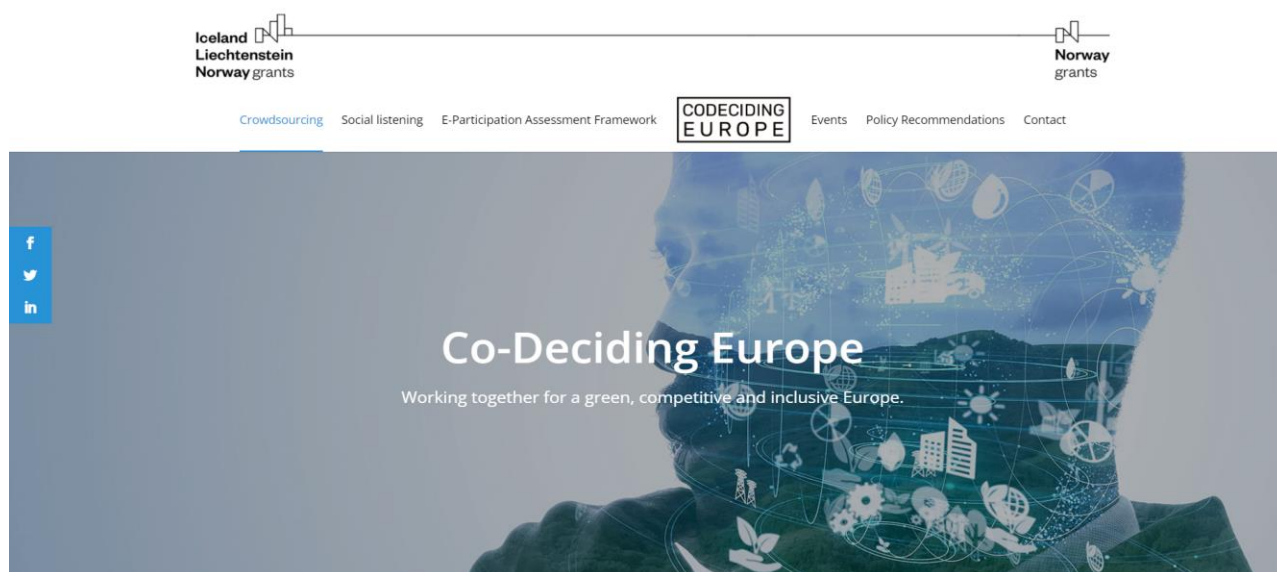 Iceland
Liechtenstein
Norway grants
Norway
grants
Crowdsourcing Social listening E-Participation Assessment Framework CODECIDING EUROPE Events Policy Recommendations Contact
Co-Deciding Europe
Working together for a green, competitive and inclusive Europe.